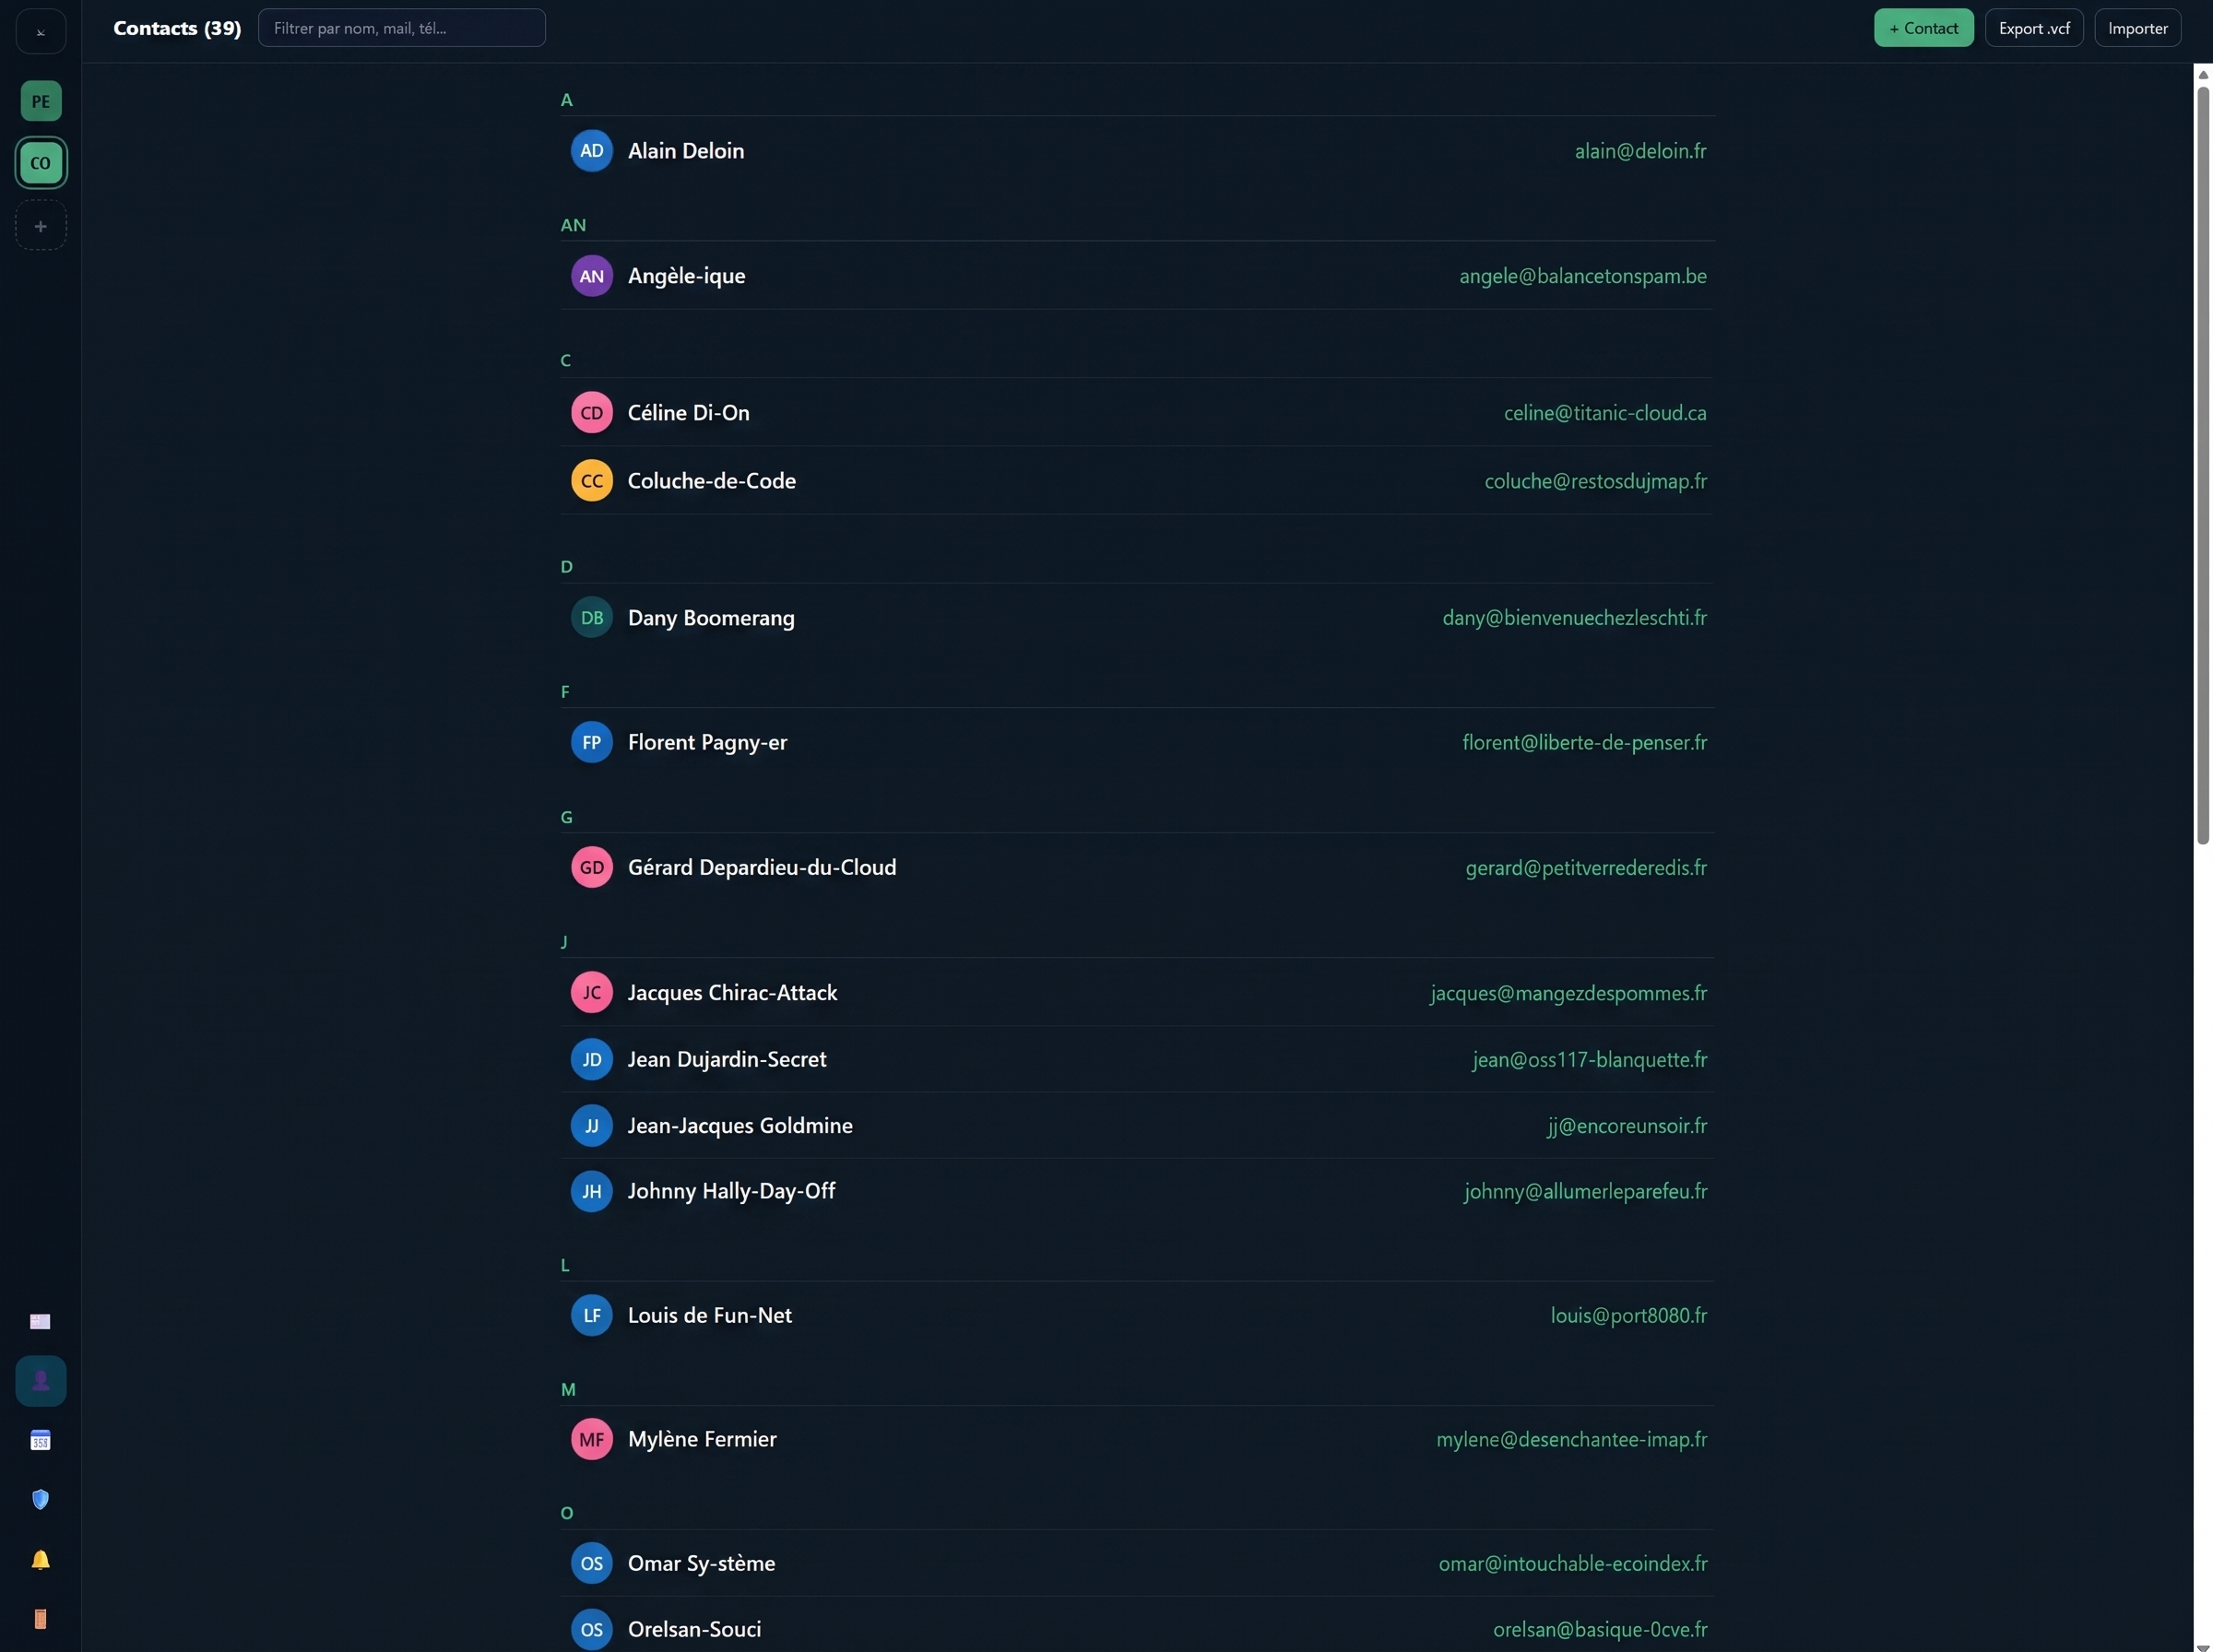 Contacts (39)
Filtrer par nom, mail, tél...
+ Contact
Export .vcf
Importer
PE
CO
+
A
AD Alain Deloin alain@deloin.fr
AN
AN Angèle-ique angele@balancetonspam.be
C
CD Céline Di-On celine@titanic-cloud.ca
CC Coluche-de-Code coluche@restosdujmap.fr
D
DB Dany Boomerang dany@bienvenuechezleschti.fr
F
FP Florent Pagny-er florent@liberte-de-penser.fr
G
GD Gérard Depardieu-du-Cloud gerard@petitverrederedis.fr
J
JC Jacques Chirac-Attack jacques@mangezdespommes.fr
JD Jean Dujardin-Secret jean@oss117-blanquette.fr
JJ Jean-Jacques Goldmine jj@encoreunsoir.fr
JH Johnny Hally-Day-Off johnny@allumerleparefeu.fr
L
LF Louis de Fun-Net louis@port8080.fr
M
MF Mylène Fermier mylene@desenchantee-imap.fr
O
OS Omar Sy-stème omar@intouchable-ecoindex.fr
OS Orelsan-Souci orelsan@basique-0cve.fr